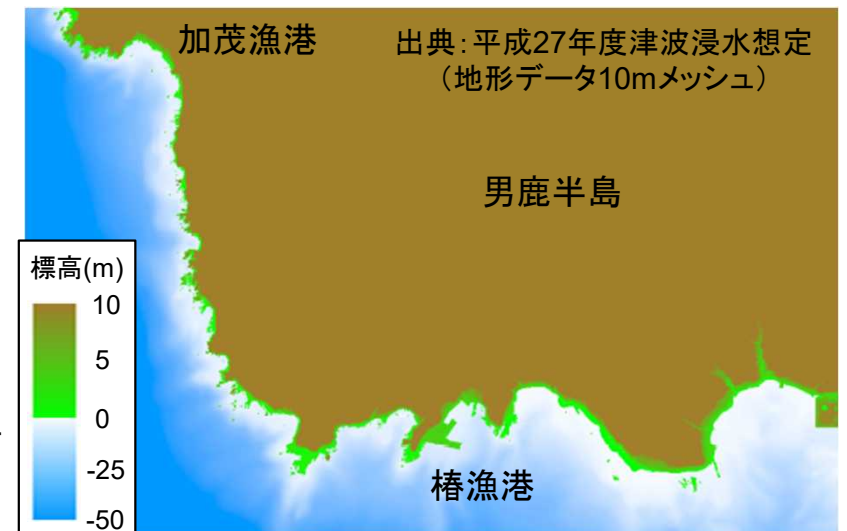 加茂漁港
出典：平成27年度津波浸水想定
（地形データ10mメッシュ）
男鹿半島
標高(m)
10
5
0
-25
-50
椿漁港